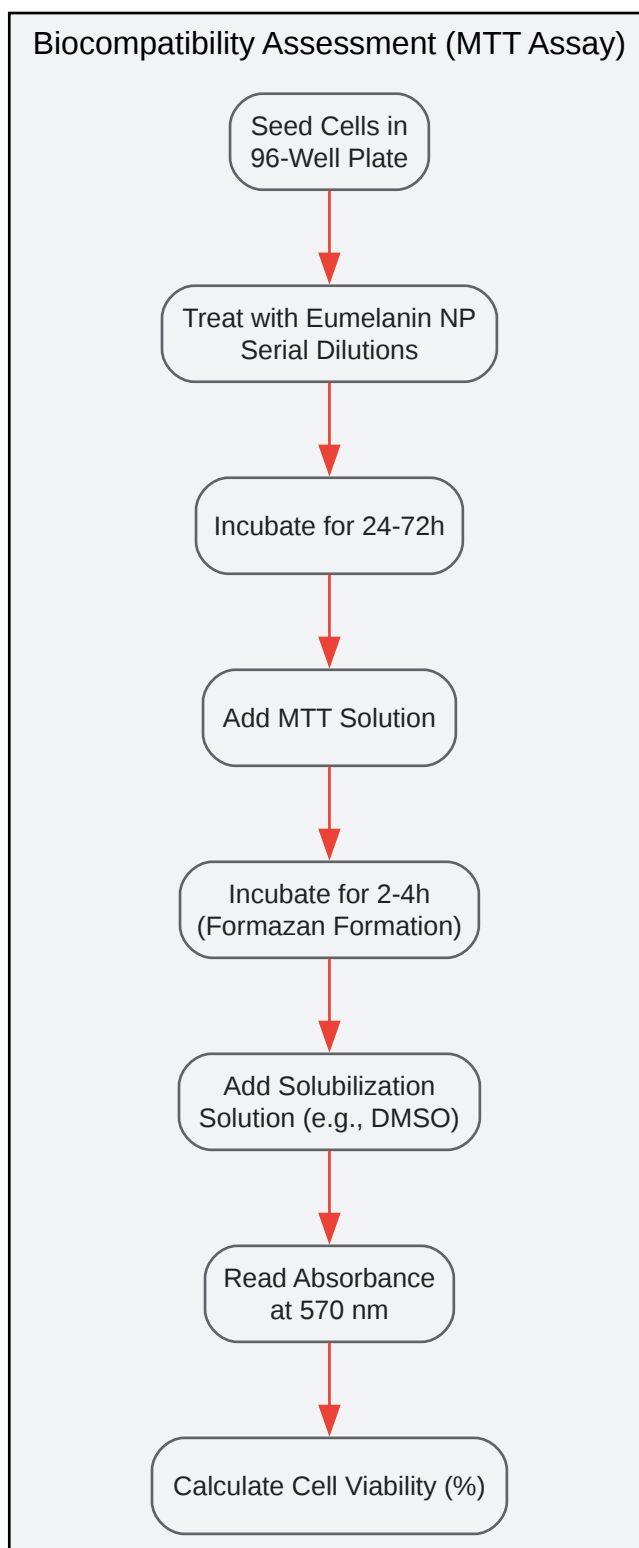 Biocompatibility Assessment (MTT Assay)
Seed Cells in
96-Well Plate
Treat with Eumelanin NP
Serial Dilutions
Incubate for 24-72h
Add MTT Solution
Incubate for 2-4h
(Formazan Formation)
Add Solubilization
Solution (e.g., DMSO)
Read Absorbance
at 570 nm
Calculate Cell Viability (%)